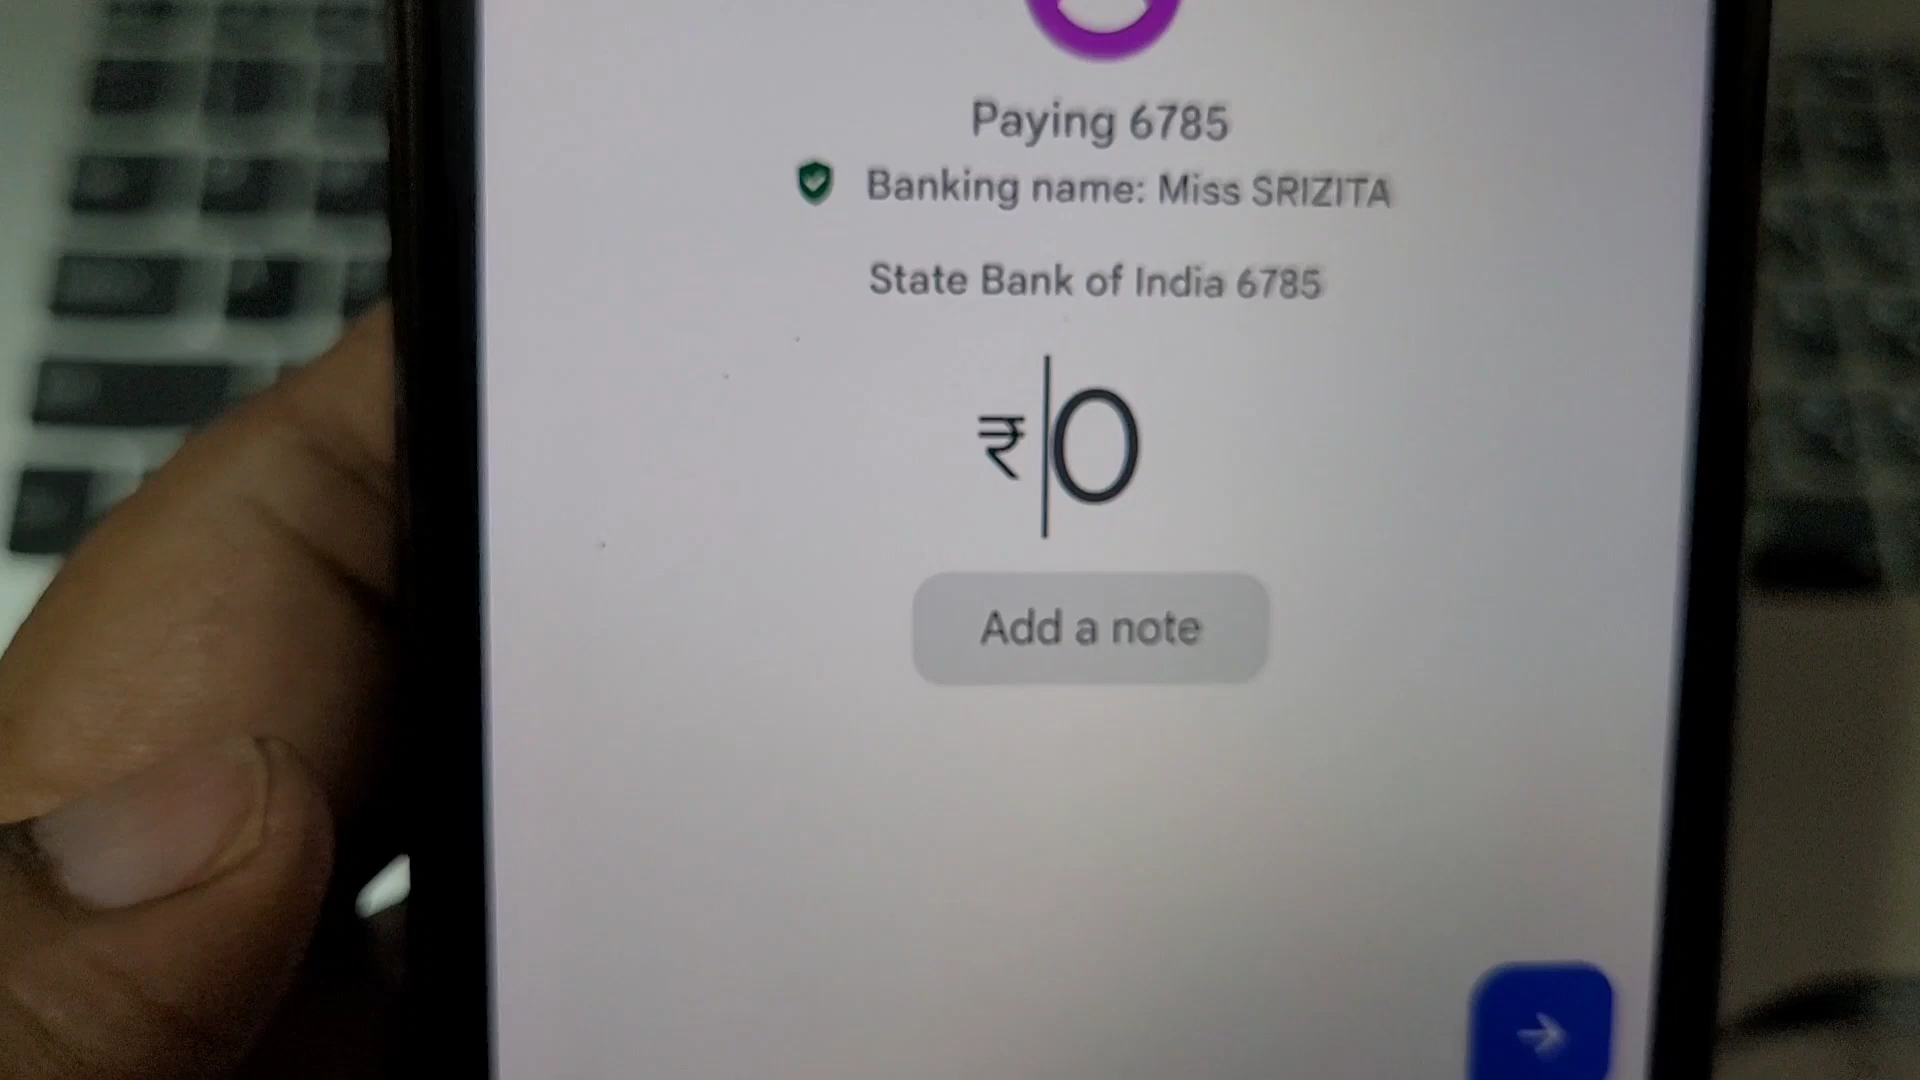 Paying 6785
Banking name: Miss SRIZITA
State Bank of India 6785
₹0
Add a note